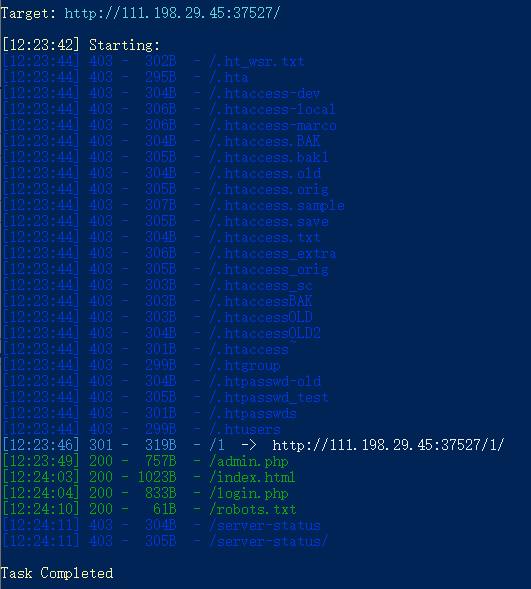 Target: http://111.198.29.45:37527/
[12:23:42] Starting:
[12:23:44] 403 - 302B - /.ht_wsr.txt
[12:23:44] 403 - 295B - /.hta
[12:23:44] 403 - 304B - /.htaccess-dev
[12:23:44] 403 - 306B - /.htaccess-local
[12:23:44] 403 - 306B - /.htaccess-marco
[12:23:44] 403 - 304B - /.htaccess.BAK
[12:23:44] 403 - 305B - /.htaccess.bak1
[12:23:44] 403 - 304B - /.htaccess.old
[12:23:44] 403 - 305B - /.htaccess.orig
[12:23:44] 403 - 307B - /.htaccess.sample
[12:23:44] 403 - 305B - /.htaccess.save
[12:23:44] 403 - 304B - /.htaccess.txt
[12:23:44] 403 - 306B - /.htaccess_extra
[12:23:44] 403 - 305B - /.htaccess_orig
[12:23:44] 403 - 303B - /.htaccess_sc
[12:23:44] 403 - 303B - /.htaccessBAK
[12:23:44] 403 - 303B - /.htaccessOLD
[12:23:44] 403 - 304B - /.htaccessOLD2
[12:23:44] 403 - 301B - /.htaccess
[12:23:44] 403 - 299B - /.htgroup
[12:23:44] 403 - 304B - /.htpasswd-old
[12:23:44] 403 - 305B - /.htpasswd_test
[12:23:44] 403 - 301B - /.htpasswds
[12:23:44] 403 - 299B - /.htusers
[12:23:46] 301 - 319B - /1 -> http://111.198.29.45:37527/1/
[12:23:49] 200 - 757B - /admin.php
[12:24:03] 200 - 1023B - /index.html
[12:24:04] 200 - 833B - /login.php
[12:24:10] 200 - 61B - /robots.txt
[12:24:11] 403 - 304B - /server-status
[12:24:11] 403 - 305B - /server-status/
Task Completed